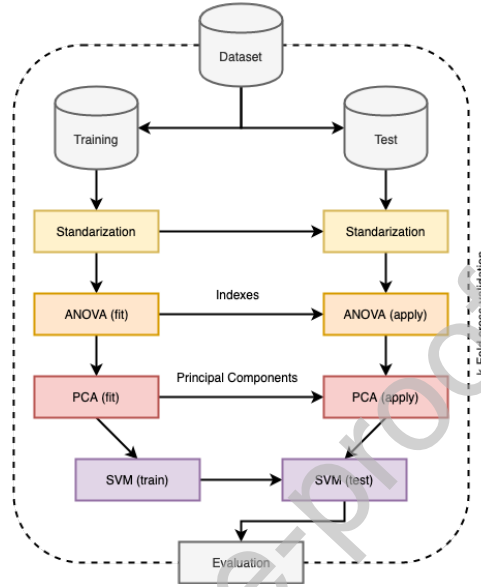 Dataset
Training
Test
Standarization
Standarization
Indexes
ANOVA (fit)
ANOVA (apply)
Principal Components
PCA (fit)
PCA (apply)
SVM (train)
SVM (test)
Evaluation
k-Fold cross-validation
e-proof